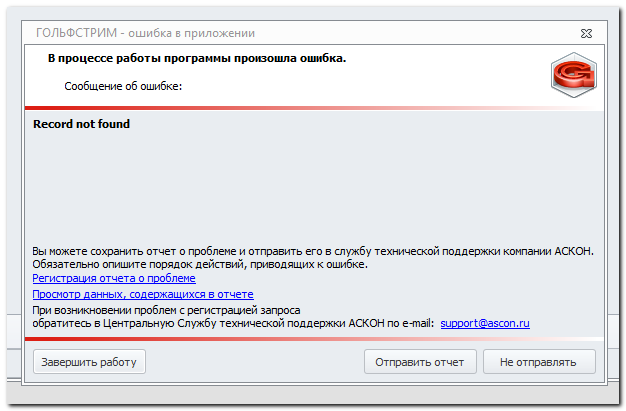 ГОЛЬФСТРИМ - ошибка в приложении
В процессе работы программы произошла ошибка.
Сообщение об ошибке:
Record not found
Вы можете сохранить отчет о проблеме и отправить его в службу технической поддержки компании АСКОН.
Обязательно опишите порядок действий, приводящих к ошибке.
Регистрация отчета о проблеме
Просмотр данных, содержащихся в отчете
При возникновении проблем с регистрацией запроса
обратитесь в Центральную Службу технической поддержки АСКОН по e-mail: support@ascon.ru
Завершить работу
Отправить отчет
Не отправлять